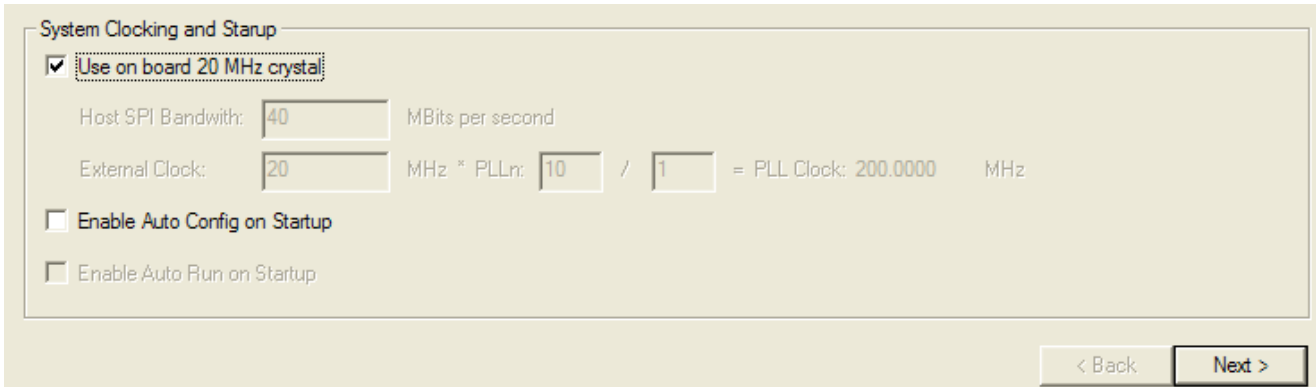 System Clocking and Starup
Use on board 20 MHz crystal
Host SPI Bandwith: 40 MBits per second
External Clock: 20 MHz * PLLn: 10 / 1 = PLL Clock: 200.0000 MHz
Enable Auto Config on Startup
Enable Auto Run on Startup
< Back Next >